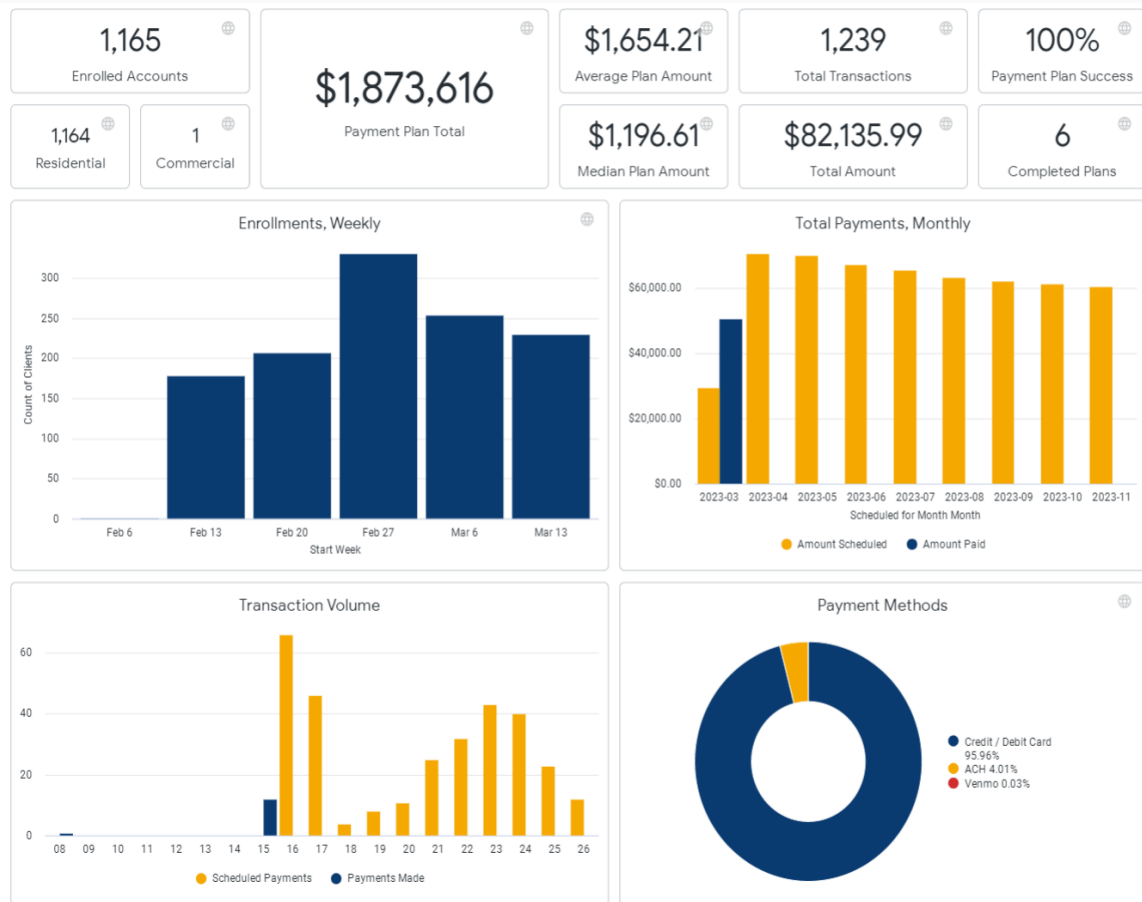 1,165
Enrolled Accounts
1,164
Residential
1
Commercial
$1,873,616
Payment Plan Total
$1,654.21
Average Plan Amount
$1,196.61
Median Plan Amount
1,239
Total Transactions
$82,135.99
Total Amount
100%
Payment Plan Success
6
Completed Plans
Enrollments, Weekly
Count of Clients
300
250
200
150
100
50
0
Feb 6 Feb 13 Feb 20 Feb 27 Mar 6 Mar 13
Start Week
Total Payments, Monthly
$60,000.00
$40,000.00
$20,000.00
$0.00
2023-03 2023-04 2023-05 2023-06 2023-07 2023-08 2023-09 2023-10 2023-11
Scheduled for Month Month
Amount Scheduled Amount Paid
Transaction Volume
60
40
20
0
08 09 10 11 12 13 14 15 16 17 18 19 20 21 22 23 24 25 26
Scheduled Payments Payments Made
Payment Methods
Credit / Debit Card
95.96%
ACH 4.01%
Venmo 0.03%